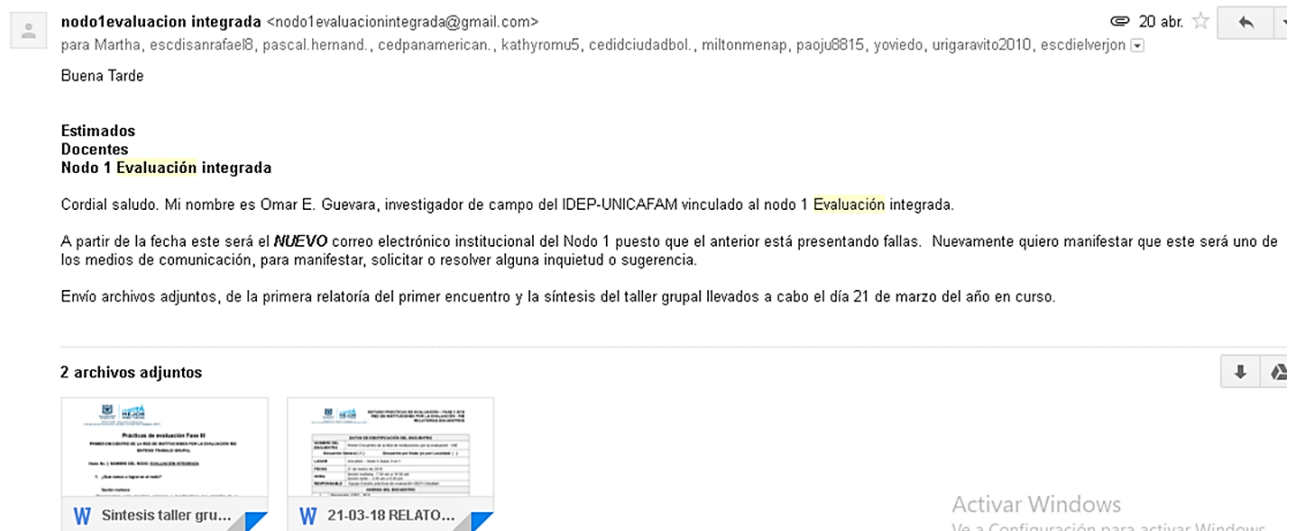 nodo1evaluacion integrada <nodo1evaluacionintegrada@gmail.com>
20 abr.
para Martha, escdisanrafael8, pascal.hernand., cedpanamerican., kathyromu5, cedidciudadbol., miltonmenap, paoju8815, yoviedo, urigaravito2010, escdielverjon
Buena Tarde
Estimados
Docentes
Nodo 1 Evaluación integrada
Cordial saludo. Mi nombre es Omar E. Guevara, investigador de campo del IDEP-UNICAFAM vinculado al nodo 1 Evaluación integrada.
A partir de la fecha este será el NUEVO correo electrónico institucional del Nodo 1 puesto que el anterior está presentando fallas. Nuevamente quiero manifestar que este será uno de
los medios de comunicación, para manifestar, solicitar o resolver alguna inquietud o sugerencia.
Envío archivos adjuntos, de la primera relatoría del primer encuentro y la síntesis del taller grupal llevados a cabo el día 21 de marzo del año en curso.
2 archivos adjuntos
Prácticas de evaluación Fase III
W Sintesis taller gru...
W 21-03-18 RELATO...
Activar Windows
Ve a Configuración para activar Windows